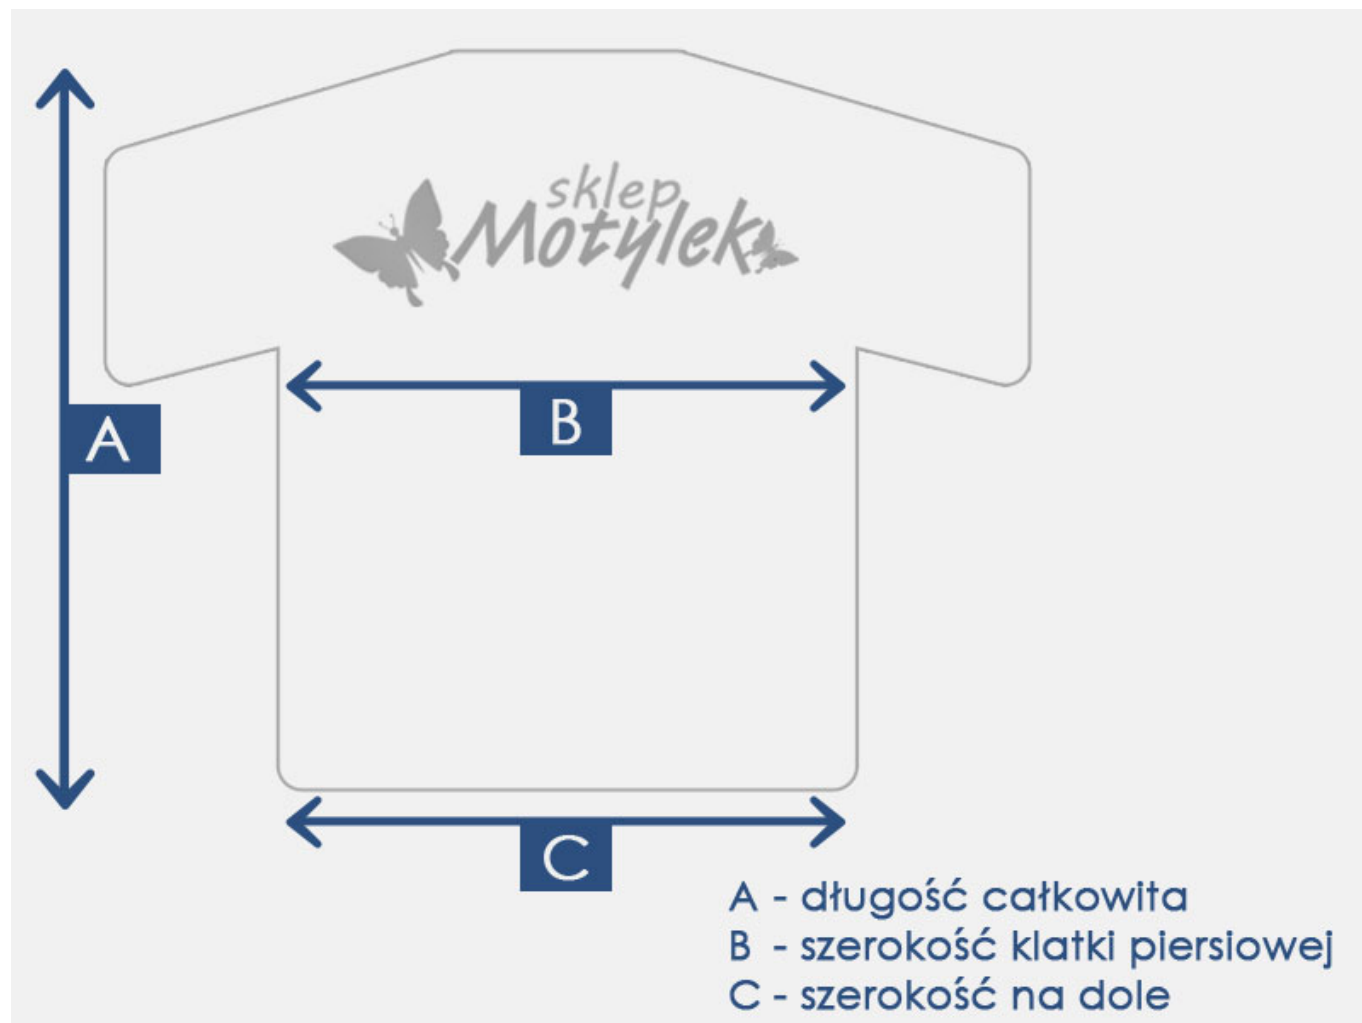 sklep
Motylek
A
B
C
A - długość całkowita
B - szerokość klatki piersiowej
C - szerokość na dole